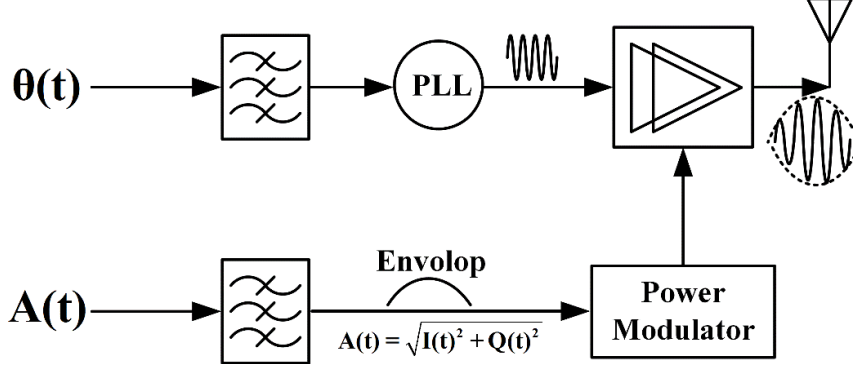 θ(t)
PLL
A(t)
Envolop
A(t) = √I(t)² + Q(t)²
Power
Modulator